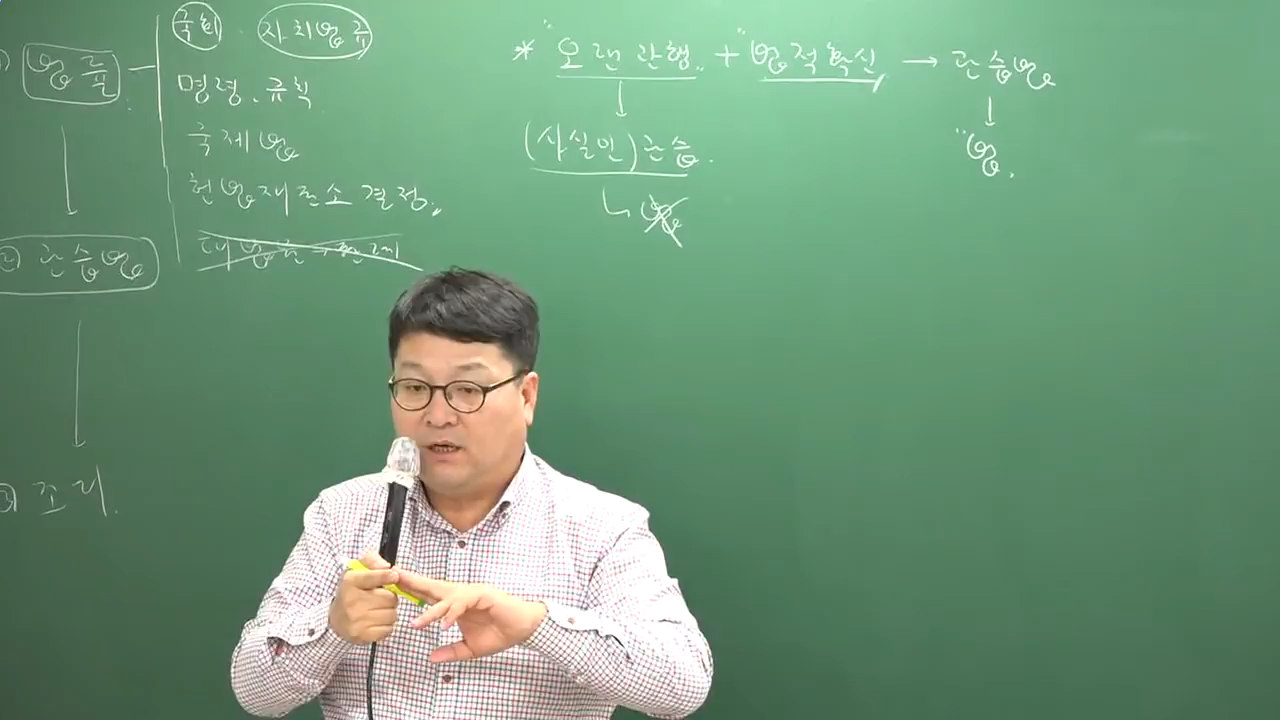 1) 법률
국회 · 자치법규
명령, 규칙
국제법
헌법재판소 결정.
② 관습법
③ 조리.
* "오랜 관행" + "법적확신" → 관습법
(사실인) 관습.
법
"법.